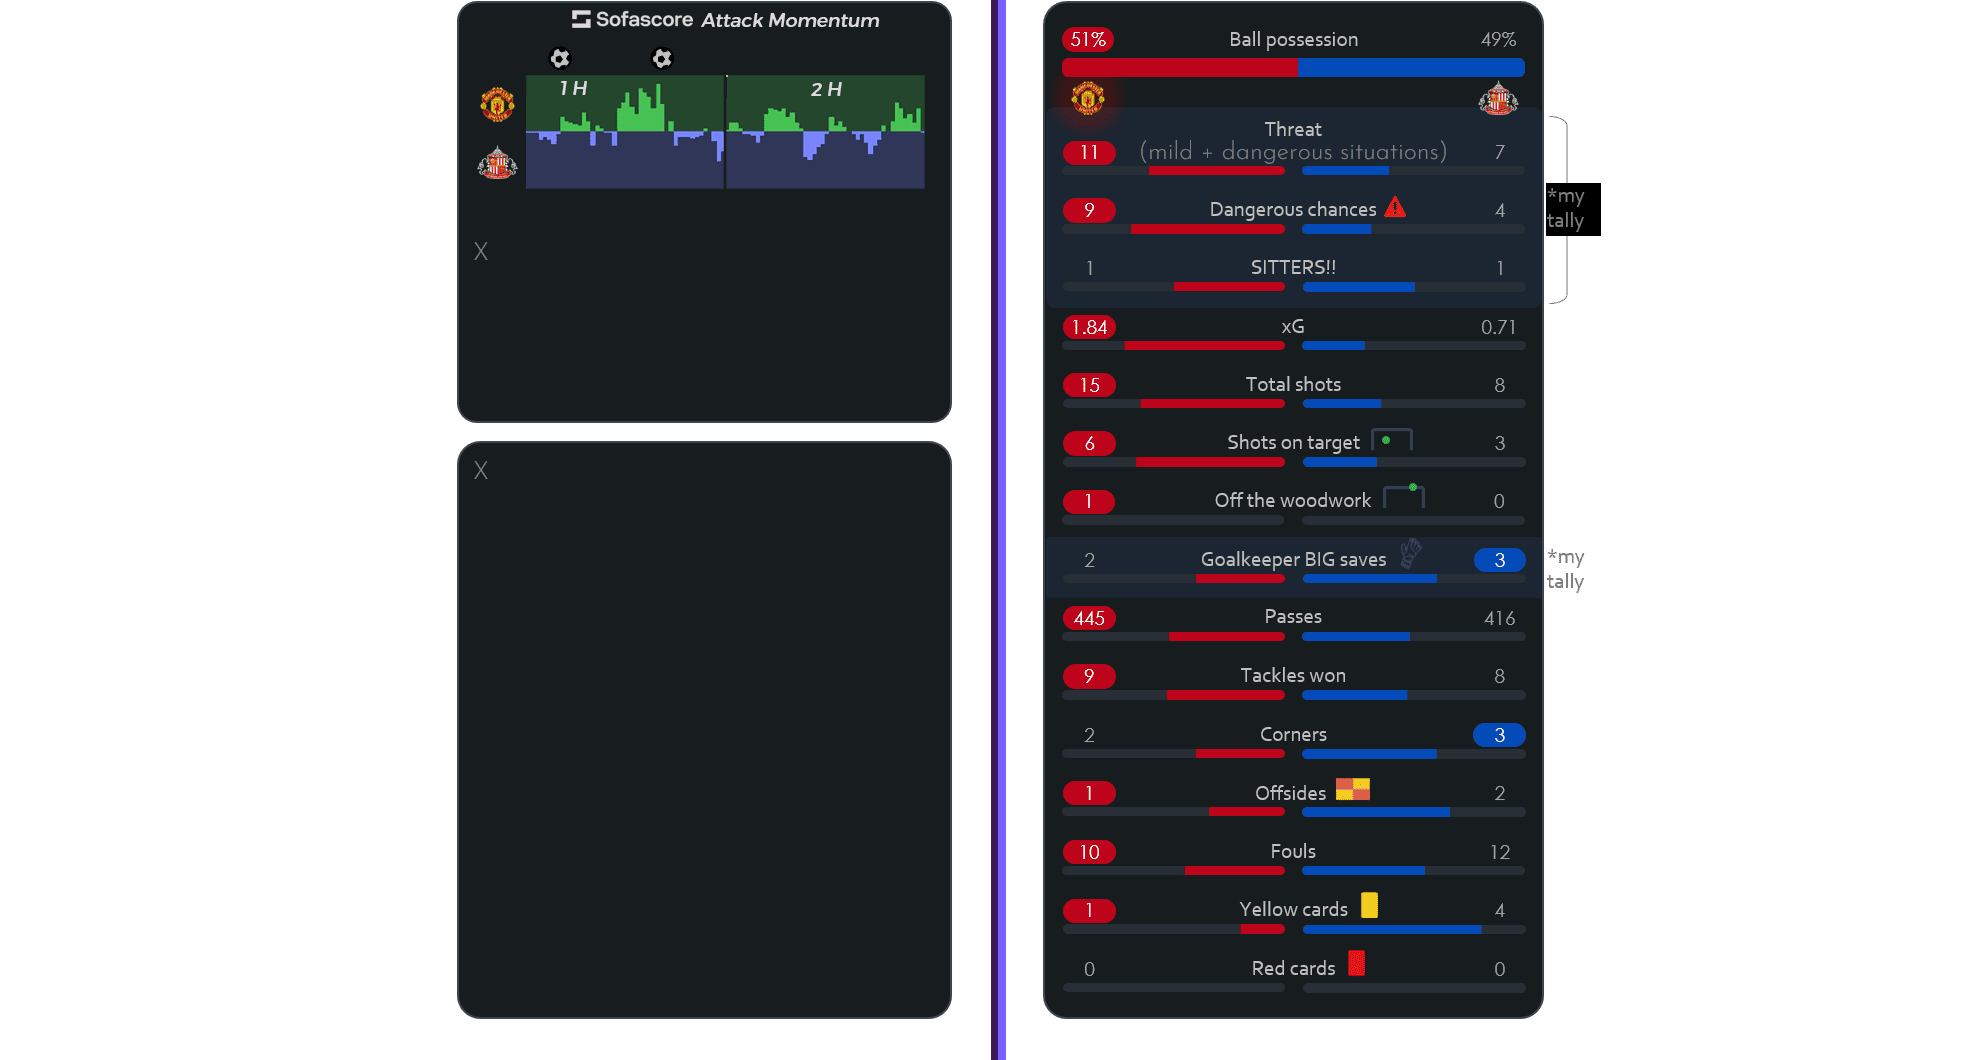 Sofascore Attack Momentum
1 H
2 H
X
X
51% Ball possession 49%
Threat
11 (mild + dangerous situations) 7
9 Dangerous chances 4
1 SITTERS!! 1
*my
tally
1.84 xG 0.71
15 Total shots 8
6 Shots on target 3
1 Off the woodwork 0
2 Goalkeeper BIG saves 3
*my
tally
445 Passes 416
9 Tackles won 8
2 Corners 3
1 Offsides 2
10 Fouls 12
1 Yellow cards 4
0 Red cards 0